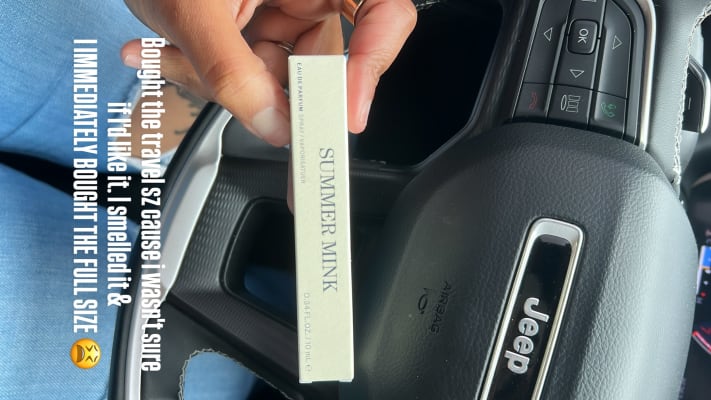 Bought the travel sz cause i wasn't sure
if I'd like it. I smelled it &
I IMMEDIATELY BOUGHT THE FULL SIZE 😆
EAU DE PARFUM SPRAY / VAPORISATEUR
SUMMER MINK
0.34 FL.OZ. / 10 mL ℮
OK
AIRBAG
Jeep